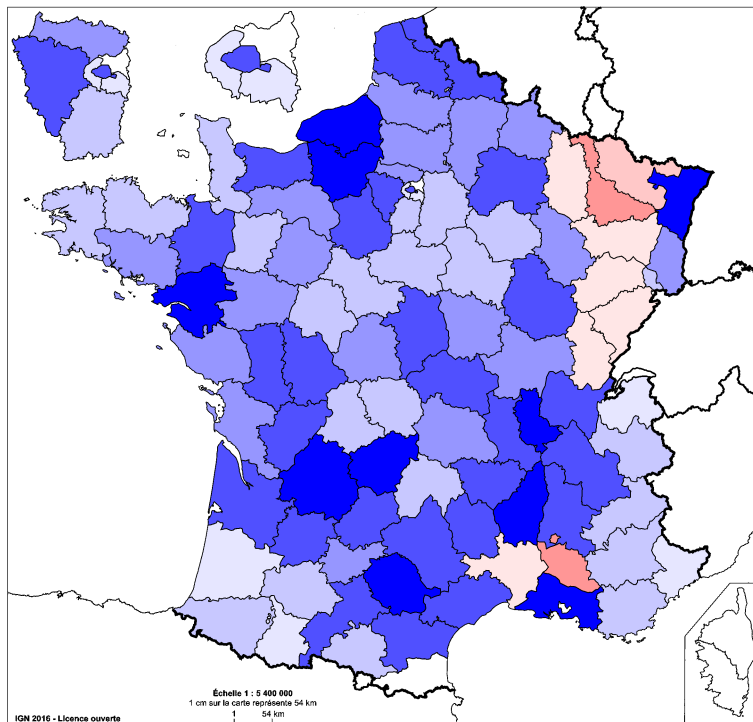 Échelle 1 : 5 400 000
1 cm sur la carte représente 54 km
1 54 km
IGN 2016 - Licence ouverte